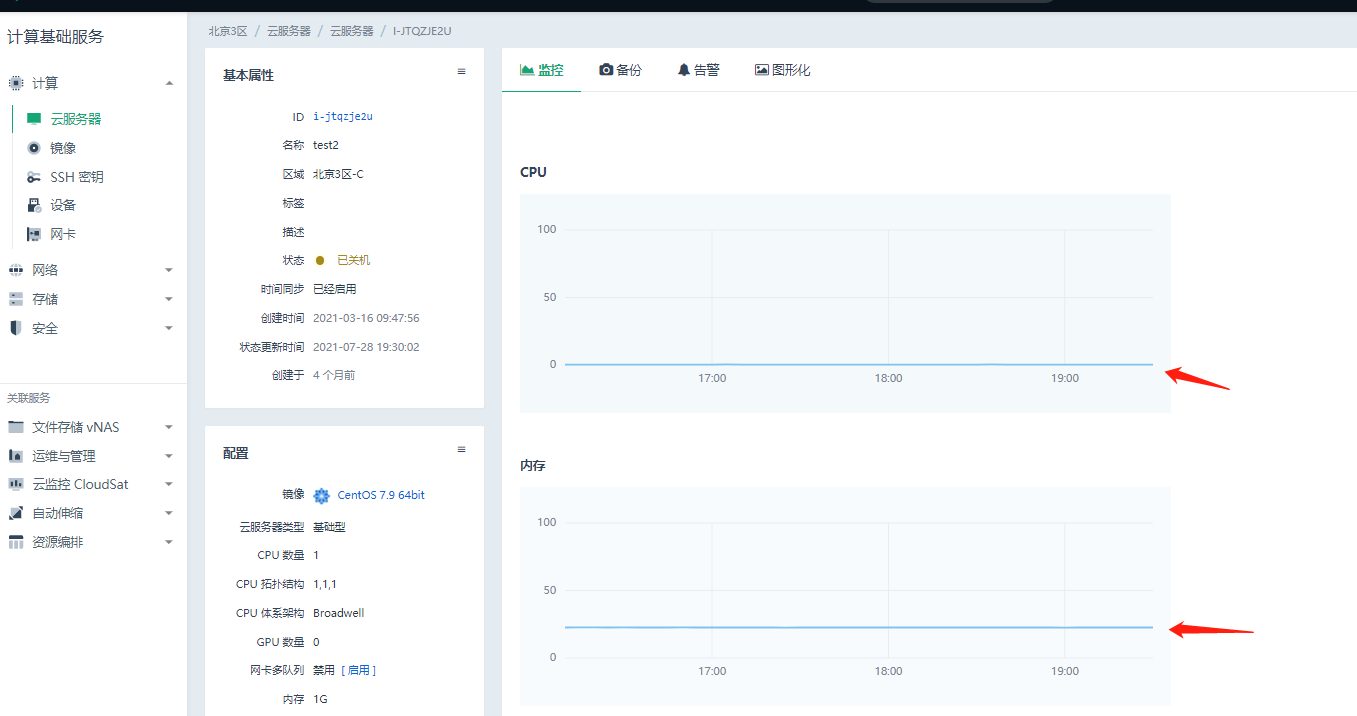 计算基础服务
计算
云服务器
镜像
SSH 密钥
设备
网卡
网络
存储
安全
关联服务
文件存储 vNAS
运维与管理
云监控 CloudSat
自动伸缩
资源编排
北京3区 / 云服务器 / 云服务器 / I-JTQZJE2U
基本属性
ID i-jtqzje2u
名称 test2
区域 北京3区-C
标签
描述
状态 已关机
时间同步 已经启用
创建时间 2021-03-16 09:47:56
状态更新时间 2021-07-28 19:30:02
创建于 4 个月前
配置
镜像 CentOS 7.9 64bit
云服务器类型 基础型
CPU 数量 1
CPU 拓扑结构 1,1,1
CPU 体系架构 Broadwell
GPU 数量 0
网卡多队列 禁用 [ 启用 ]
内存 1G
监控 备份 告警 图形化
CPU
100
50
0
17:00 18:00 19:00
内存
100
50
0
17:00 18:00 19:00